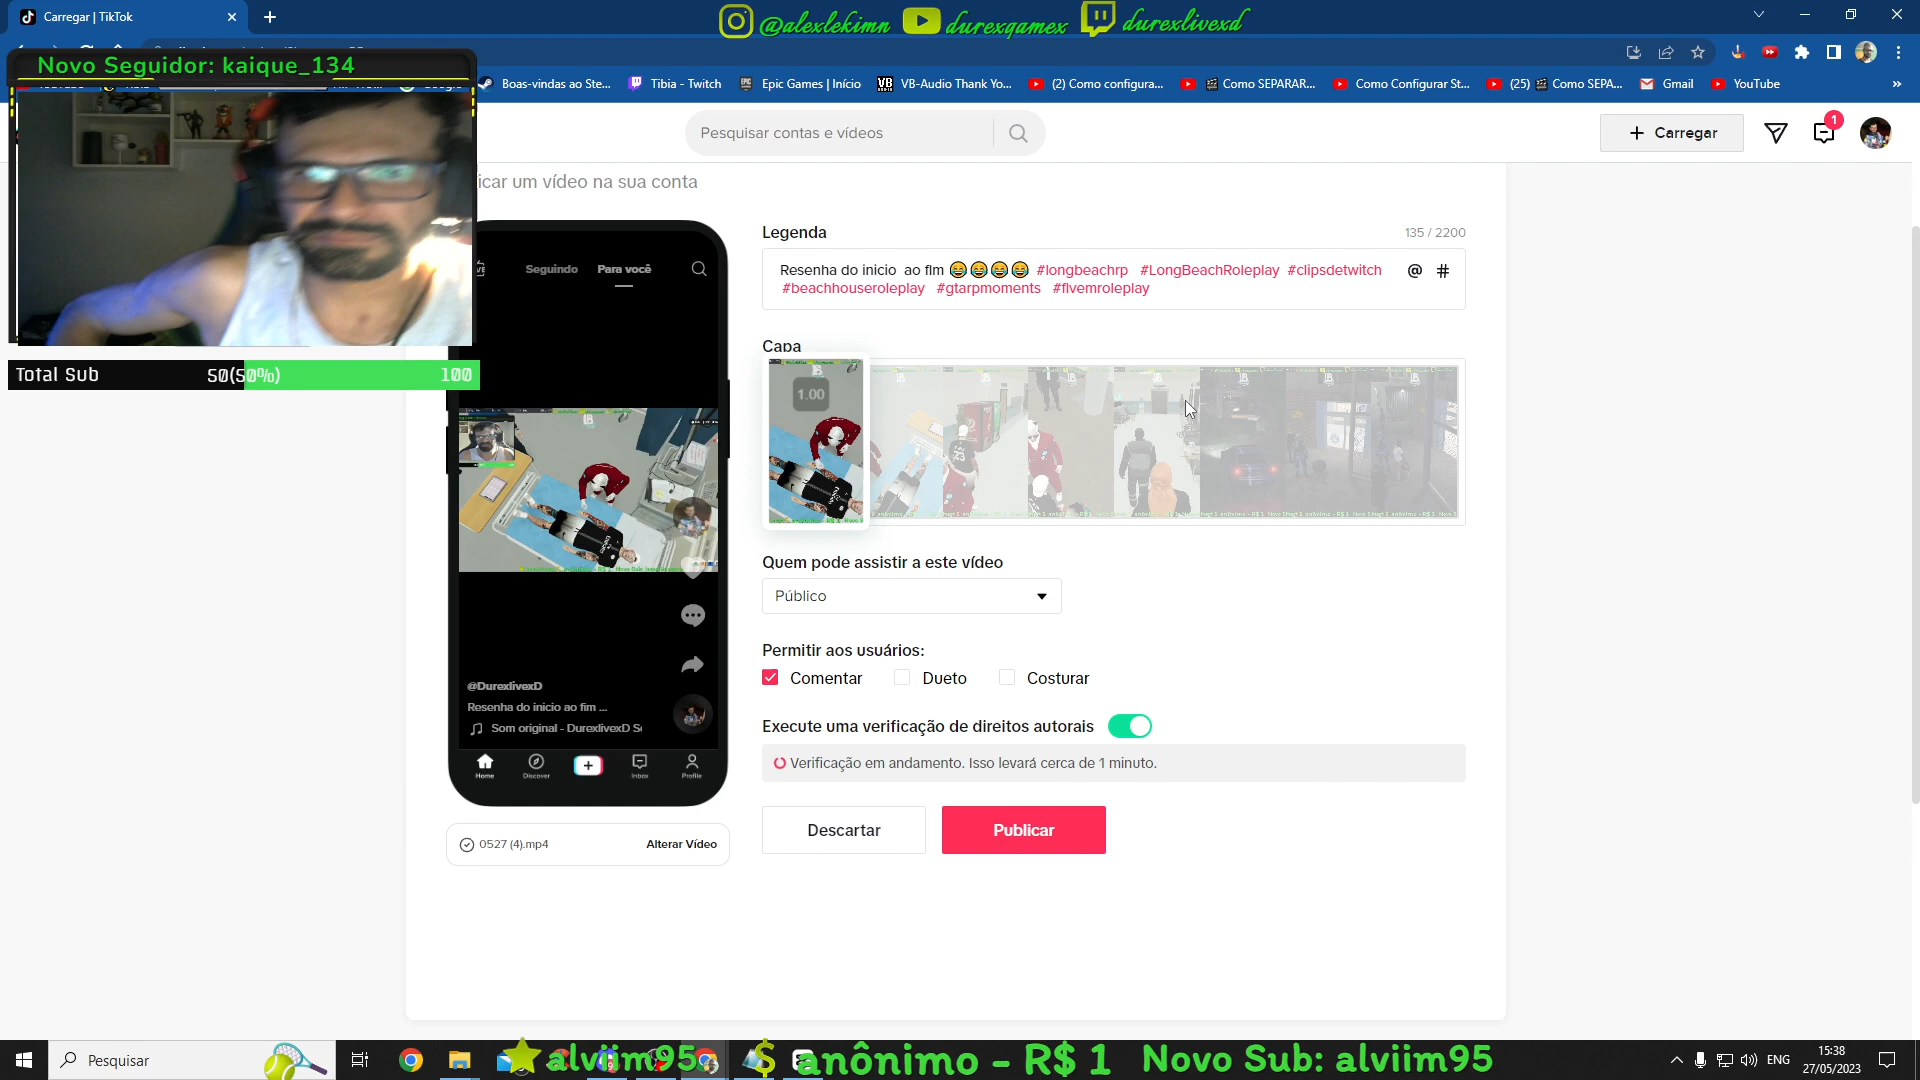 Carregar | TikTok
@alexlekimn durexgamex durexlivexd
Novo Seguidor: kaique_134
Boas-vindas ao Ste...
Tibia - Twitch
Epic Games | Início
VB-Audio Thank Yo...
(2) Como configura...
Como SEPARAR...
Como Configurar St...
(25) Como SEPA...
Gmail
YouTube
Pesquisar contas e vídeos
+ Carregar
1
icar um vídeo na sua conta
Seguindo
Para você
Legenda
135 / 2200
Resenha do inicio ao fim 😂😂😂😂 #longbeachrp #LongBeachRoleplay #clipsdetwitch
#beachhouseroleplay #gtarpmoments #fivemroleplay
@ #
Total Sub 50(50%) 100
Capa
1.00
Quem pode assistir a este vídeo
Público
Permitir aos usuários:
Comentar
Dueto
Costurar
@DurexlivexD
Resenha do inicio ao fim ...
Som original - DurexlivexD S
Home
Discover
Inbox
Profile
Execute uma verificação de direitos autorais
Verificação em andamento. Isso levará cerca de 1 minuto.
Descartar
Publicar
0527 (4).mp4
Alterar Vídeo
Pesquisar
alviim95
anônimo - R$ 1
Novo Sub: alviim95
ENG
15:38
27/05/2023